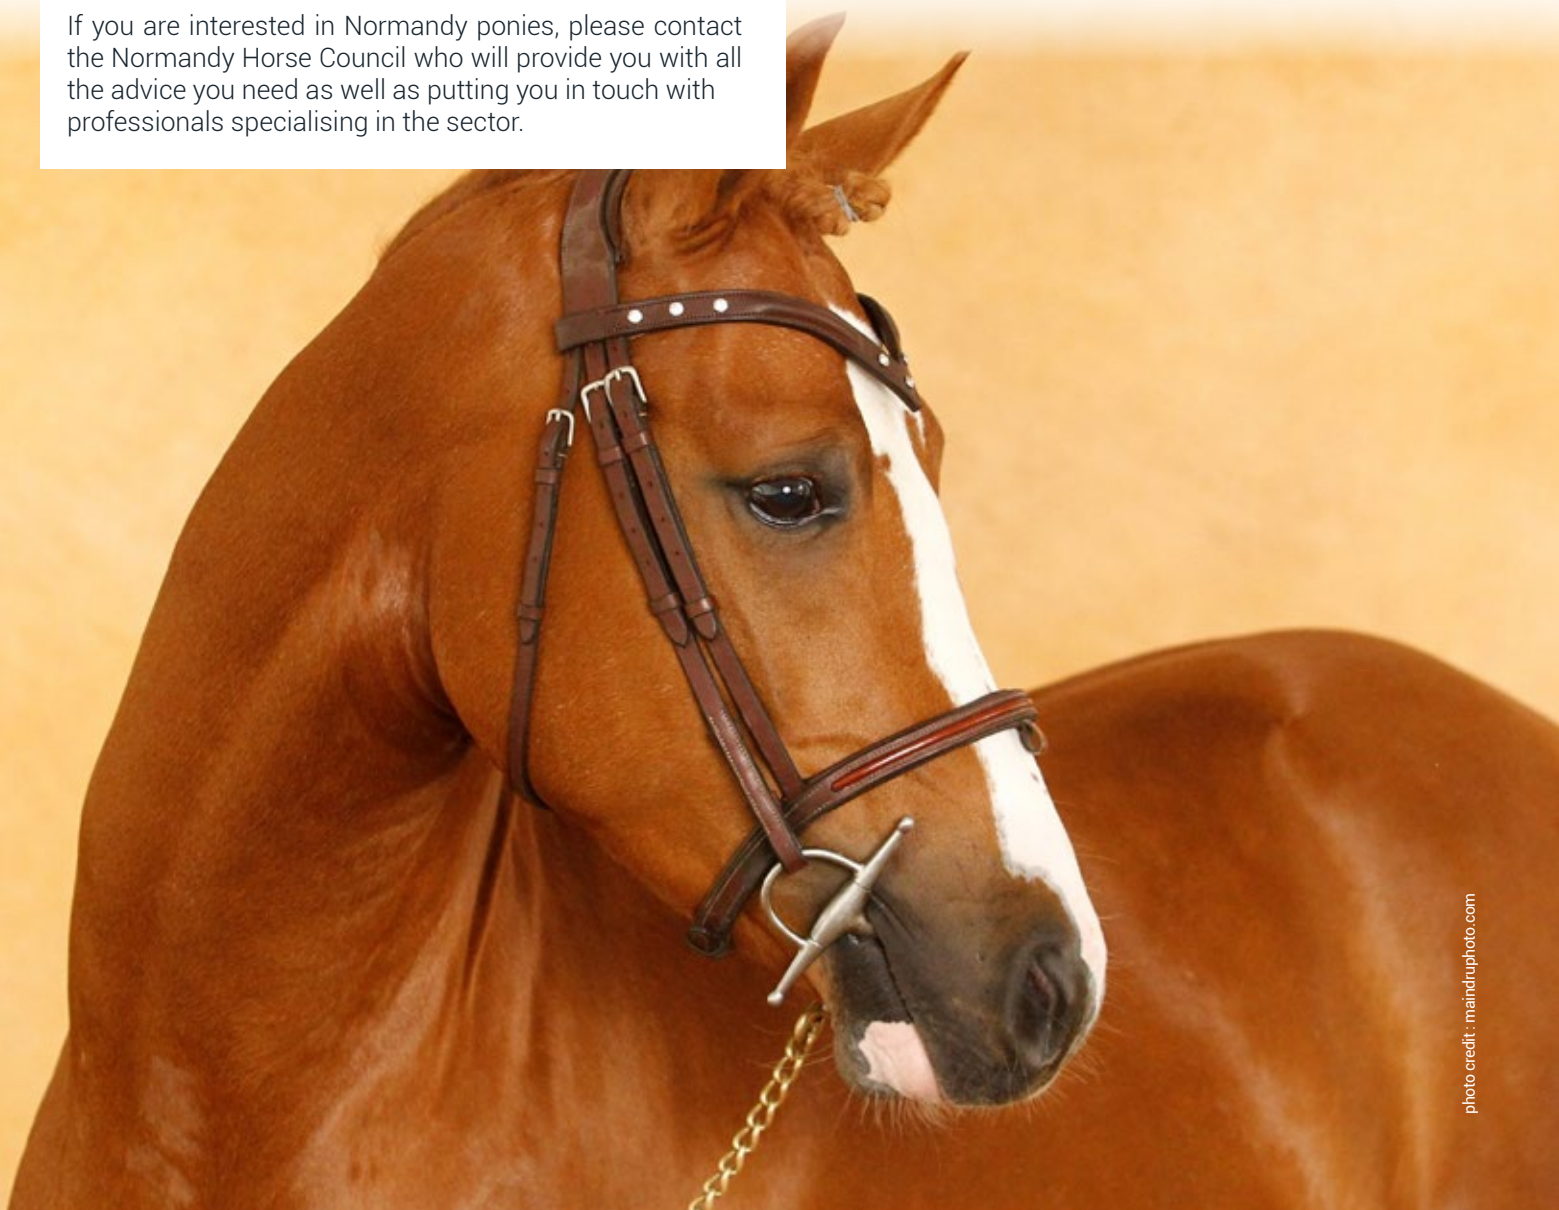 If you are interested in Normandy ponies, please contact
the Normandy Horse Council who will provide you with all
the advice you need as well as putting you in touch with
professionals specialising in the sector.
photo credit : maindruphoto.com